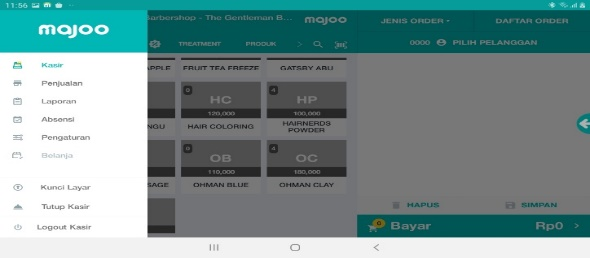 11:56
majoo
Kasir
Penjualan
Laporan
Absensi
Pengaturan
Belanja
Kunci Layar
Tutup Kasir
Logout Kasir
arbershop - The Gentleman B...
majoo
TREATMENT PRODUK >
APPLE
FRUIT TEA FREEZE
GATSBY ABU
0
HC
120,000
HAIR COLORING
4
HP
100,000
HAIRNERDS
POWDER
NGU
0
OB
110,000
OHMAN BLUE
OC
OHMAN CLAY
SAGE
JENIS ORDER
DAFTAR ORDER
0000 PILIH PELANGGAN
HAPUS
SIMPAN
0
Bayar
Rp0 >